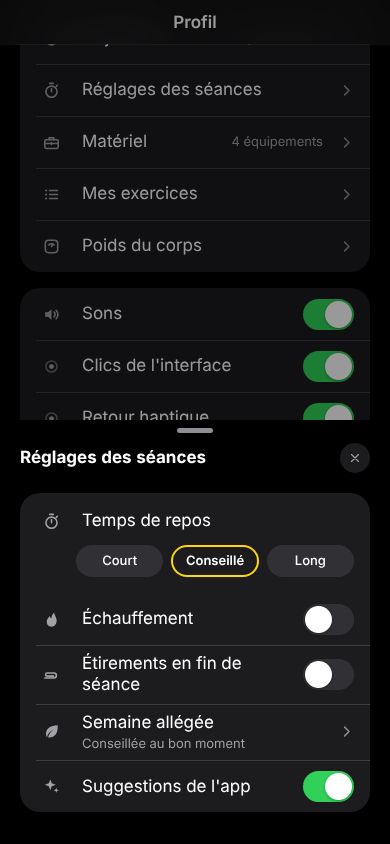 Profil
Réglages des séances
Matériel
4 équipements
Mes exercices
Poids du corps
Sons
Clics de l'interface
Retour haptique
Réglages des séances
Temps de repos
Court
Conseillé
Long
Échauffement
Étirements en fin de
séance
Semaine allégée
Conseillée au bon moment
Suggestions de l'app